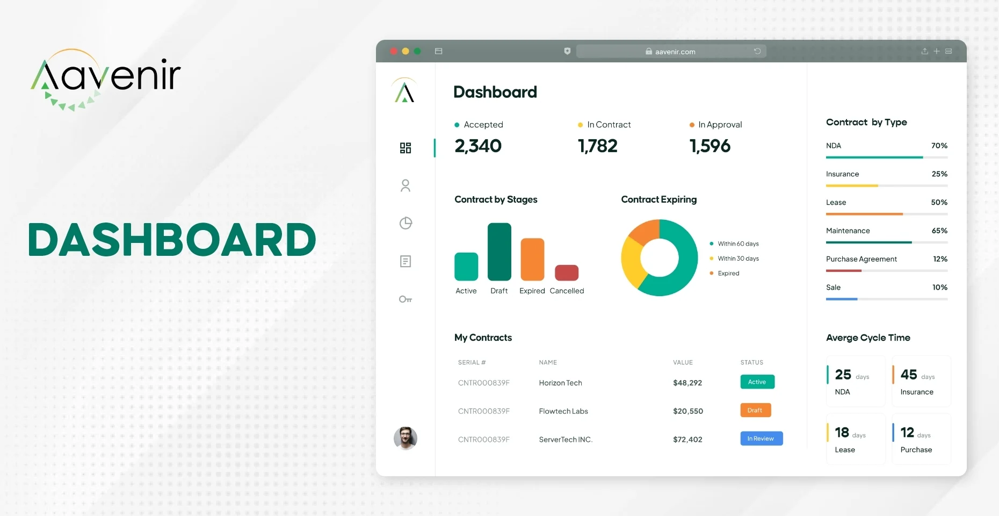 Aavenir
DASHBOARD
aavenir.com
Dashboard
Accepted
2,340
In Contract
1,782
In Approval
1,596
Contract by Stages
Active
Draft
Expired
Cancelled
Contract Expiring
Within 60 days
Within 30 days
Expired
My Contracts
SERIAL # NAME VALUE STATUS
CNTR000839F Horizon Tech $48,292 Active
CNTR000839F Flowtech Labs $20,550 Draft
CNTR000839F ServerTech INC. $72,402 In Review
Contract by Type
NDA 70%
Insurance 25%
Lease 50%
Maintenance 65%
Purchase Agreement 12%
Sale 10%
Averge Cycle Time
25 days
NDA
45 days
Insurance
18 days
Lease
12 days
Purchase